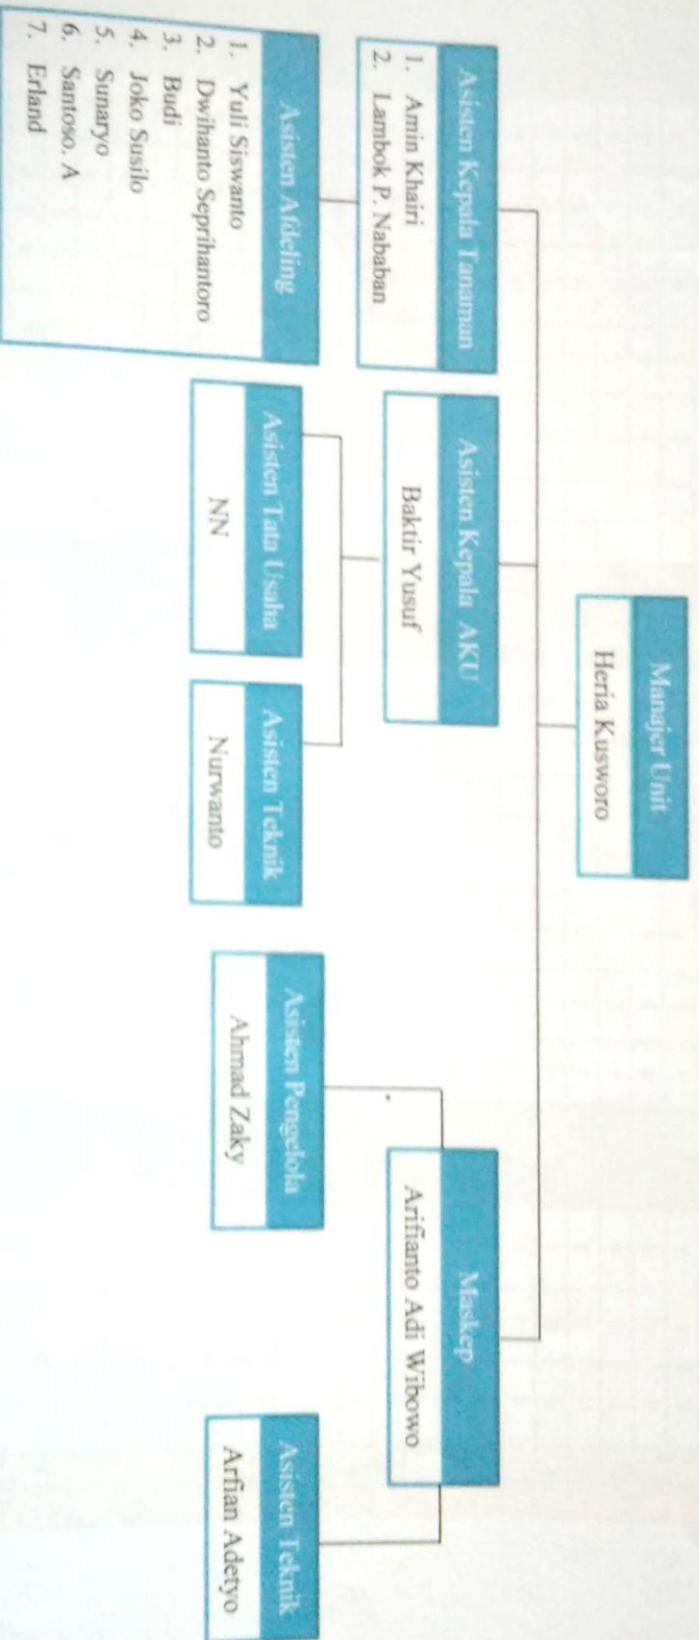 Manajer Unit
Heria Kusworo
Asisten Kepala Tanaman
1. Amin Khairi
2. Lambok P. Nababan
Asisten Kepala AKU
Baktir Yusuf
Maskep
Arifianto Adi Wibowo
Asisten Afdeling
1. Yuli Siswanto
2. Dwihanto Seprihantoro
3. Budi
4. Joko Susilo
5. Sunaryo
6. Santoso. A
7. Erland
Asisten Tata Usaha
NN
Asisten Teknik
Nurwanto
Asisten Pengelola
Ahmad Zaky
Asisten Teknik
Arfian Adetyo